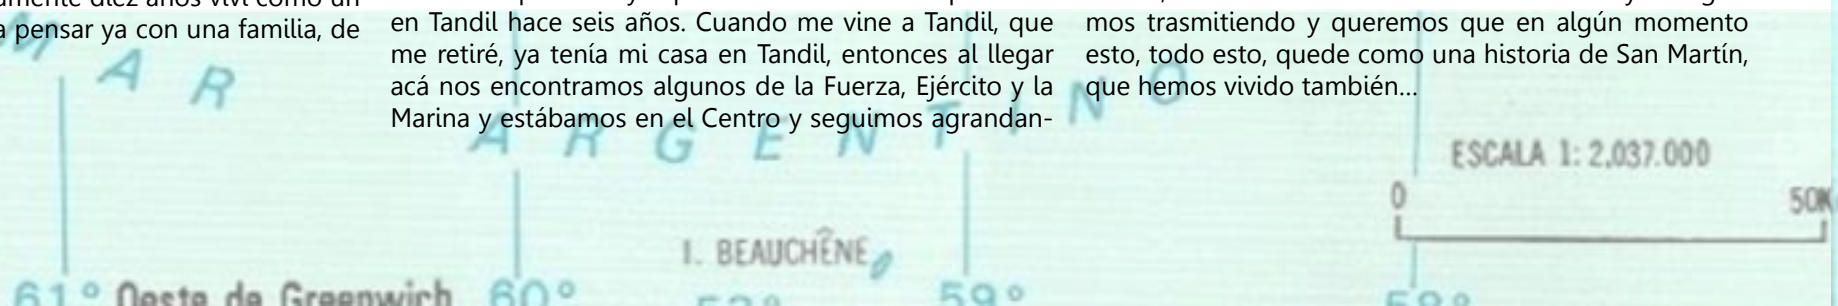 a pensar ya con una familia, de
en Tandil hace seis años. Cuando me vine a Tandil, que
me retiré, ya tenía mi casa en Tandil, entonces al llegar
acá nos encontramos algunos de la Fuerza, Ejército y la
Marina y estábamos en el Centro y seguimos agrandan-
mos trasmitiendo y queremos que en algún momento
esto, todo esto, quede como una historia de San Martín,
que hemos vivido también...
MAR
ARGENTINO
ESCALA 1: 2,037.000
0 50K
I. BEAUCHÊNE
61° Oeste de Greenwich 60° 59° 58°